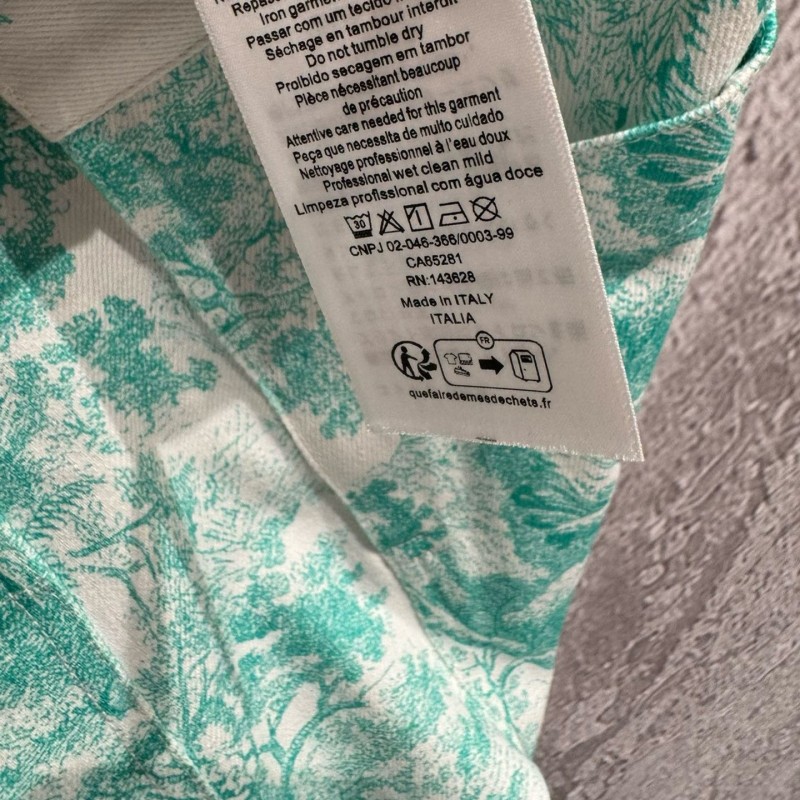 Repassar
Iron garment
Passar com um tecido
Séchage en tambour interdit
Do not tumble dry
Proibido secagem em tambor
Pièce nécessitant beaucoup
de précaution
Attentive care needed for this garment
Peça que necessita de muito cuidado
Nettoyage professionnel à l'eau doux
Professional wet clean mild
Limpeza profissional com água doce
30
CNPJ 02-046-366/0003-99
CA65281
RN:143628
Made in ITALY
ITALIA
FR
quefairedemesdechets.fr